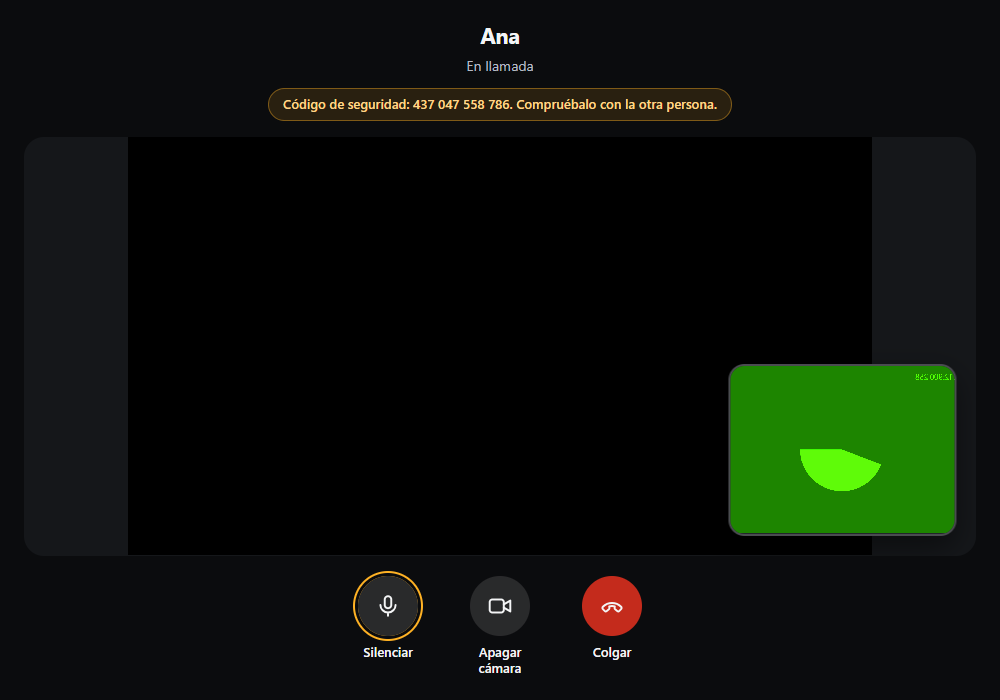 Ana
En llamada
Código de seguridad: 437 047 558 786. Compruébalo con la otra persona.
Silenciar
Apagar
cámara
Colgar